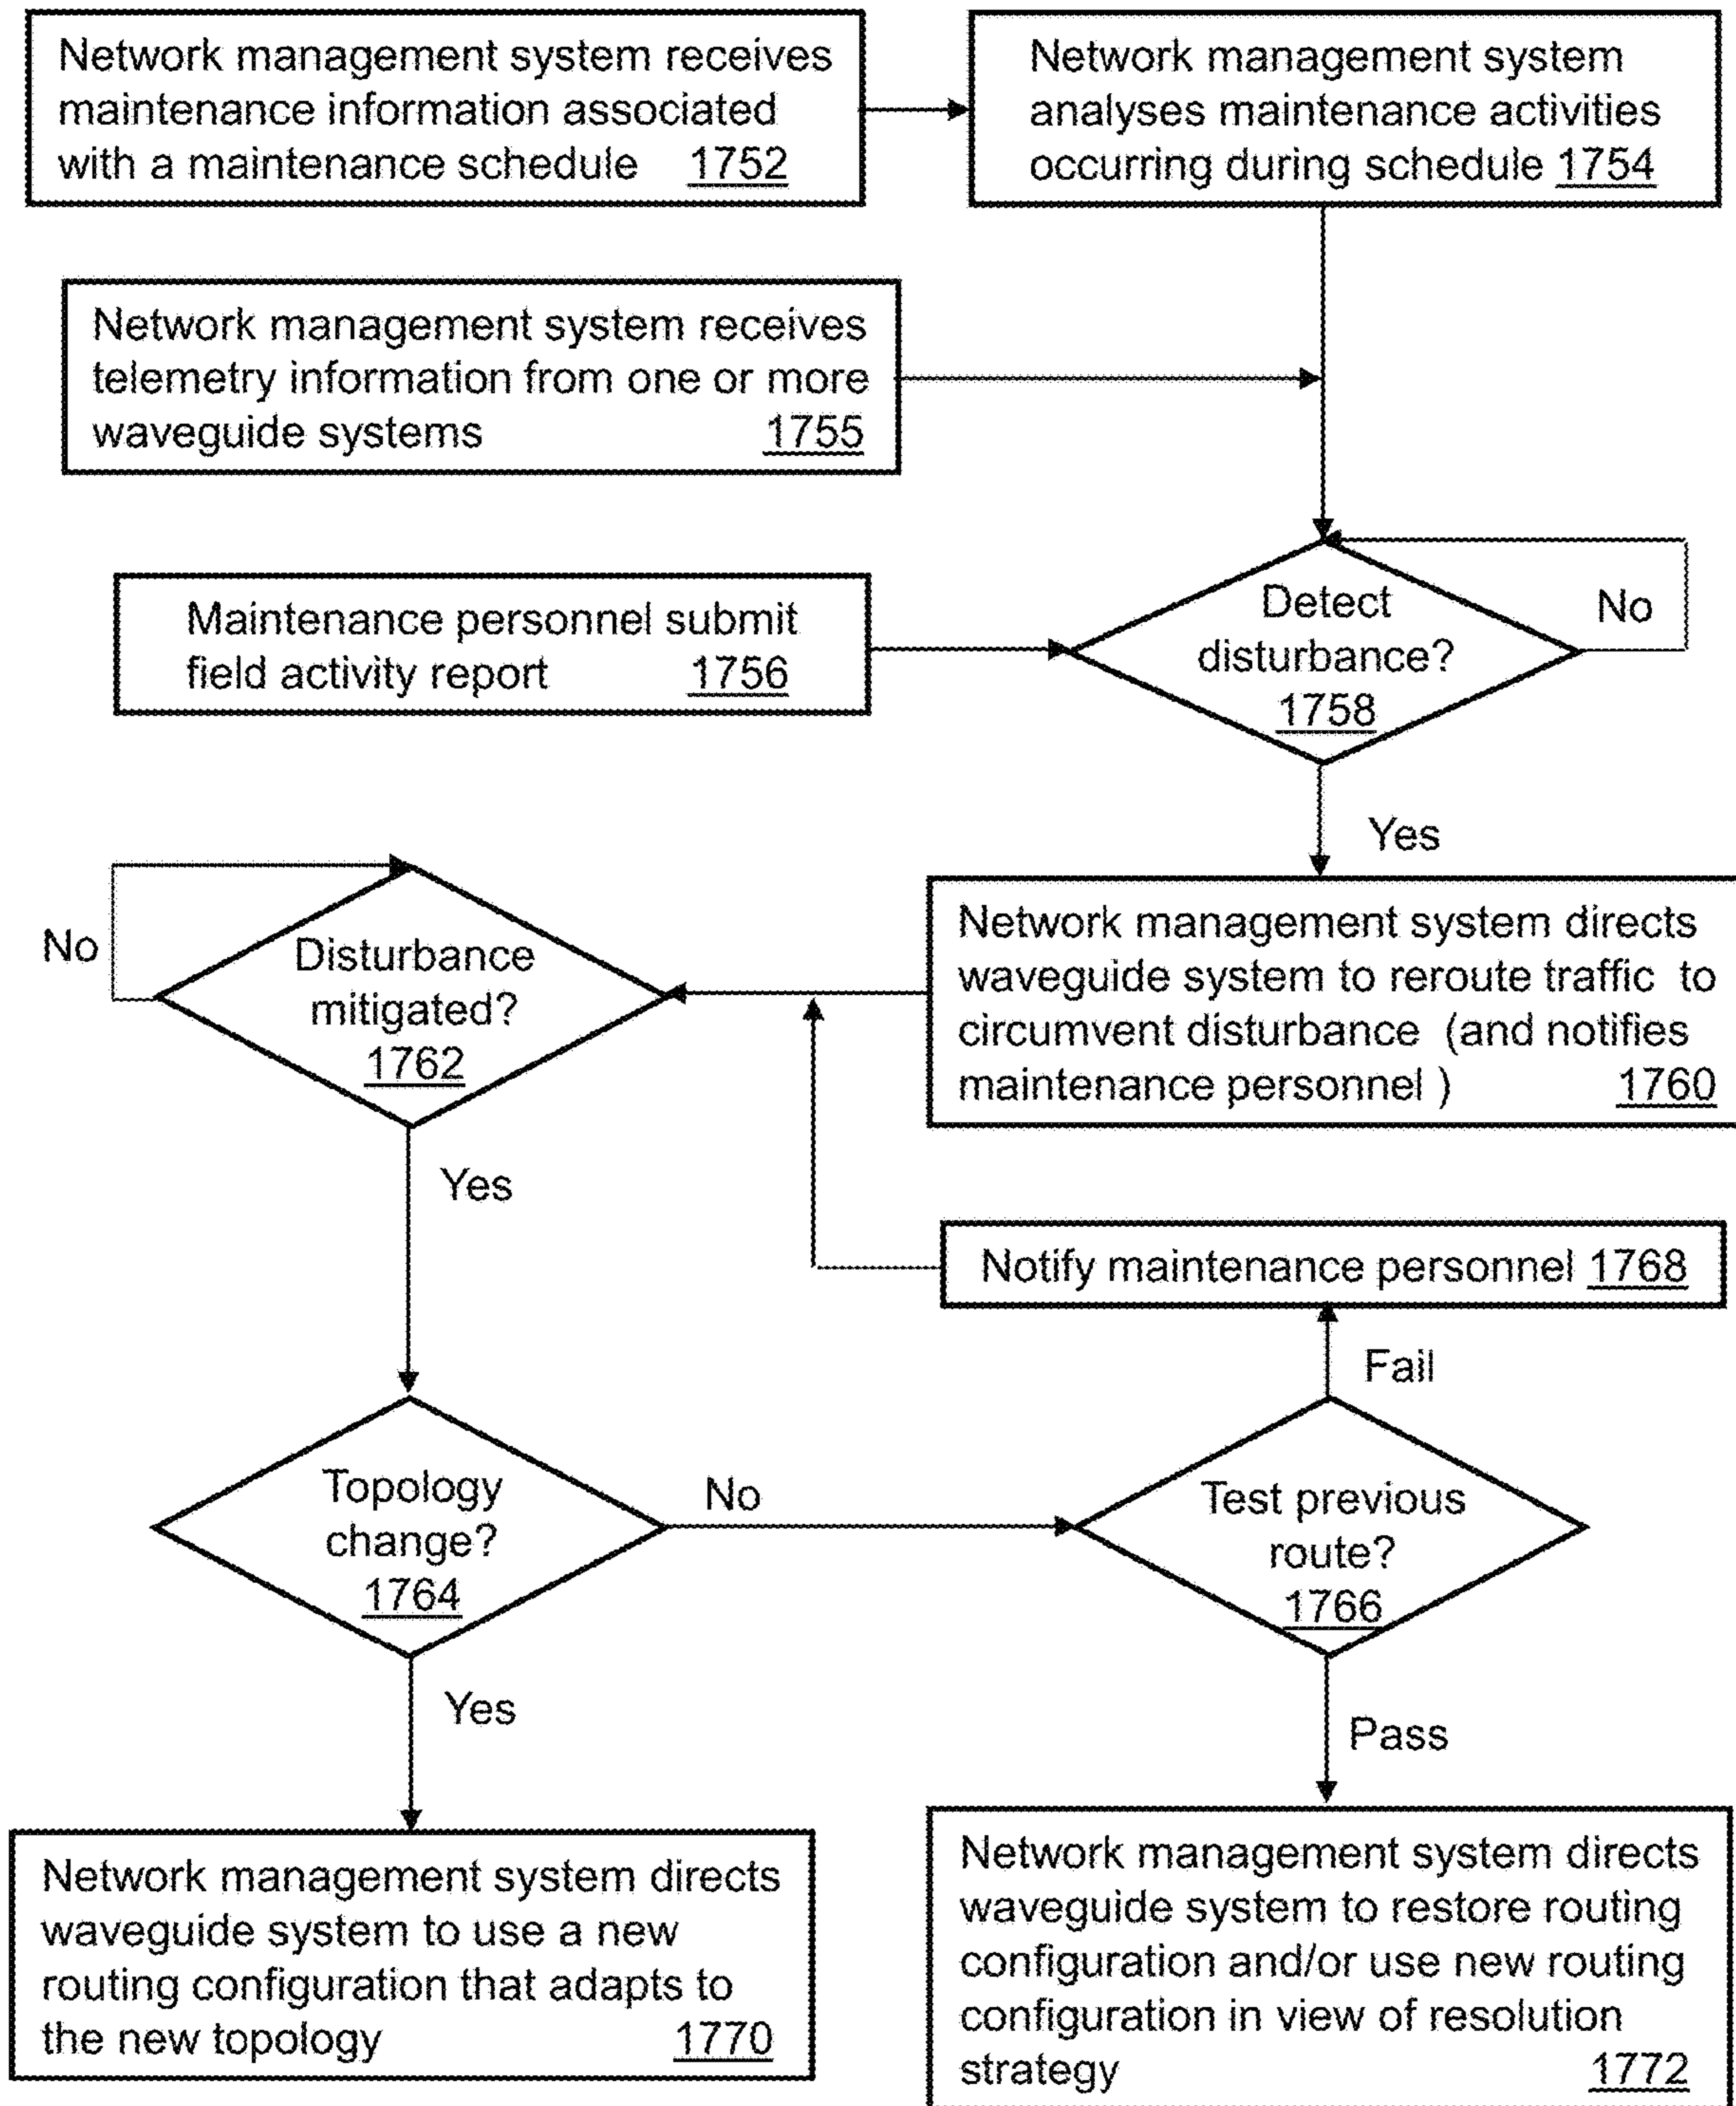 Network management system receives
maintenance information associated
with a maintenance schedule 1752
Network management system
analyses maintenance activities
occurring during schedule 1754
Network management system receives
telemetry information from one or more
waveguide systems 1755
Maintenance personnel submit
field activity report 1756
Detect
disturbance?
1758
No
Yes
Network management system directs
waveguide system to reroute traffic to
circumvent disturbance (and notifies
maintenance personnel ) 1760
No
Disturbance
mitigated?
1762
Yes
Notify maintenance personnel 1768
Fail
Topology
change?
1764
No
Test previous
route?
1766
Yes
Pass
Network management system directs
waveguide system to use a new
routing configuration that adapts to
the new topology 1770
Network management system directs
waveguide system to restore routing
configuration and/or use new routing
configuration in view of resolution
strategy 1772